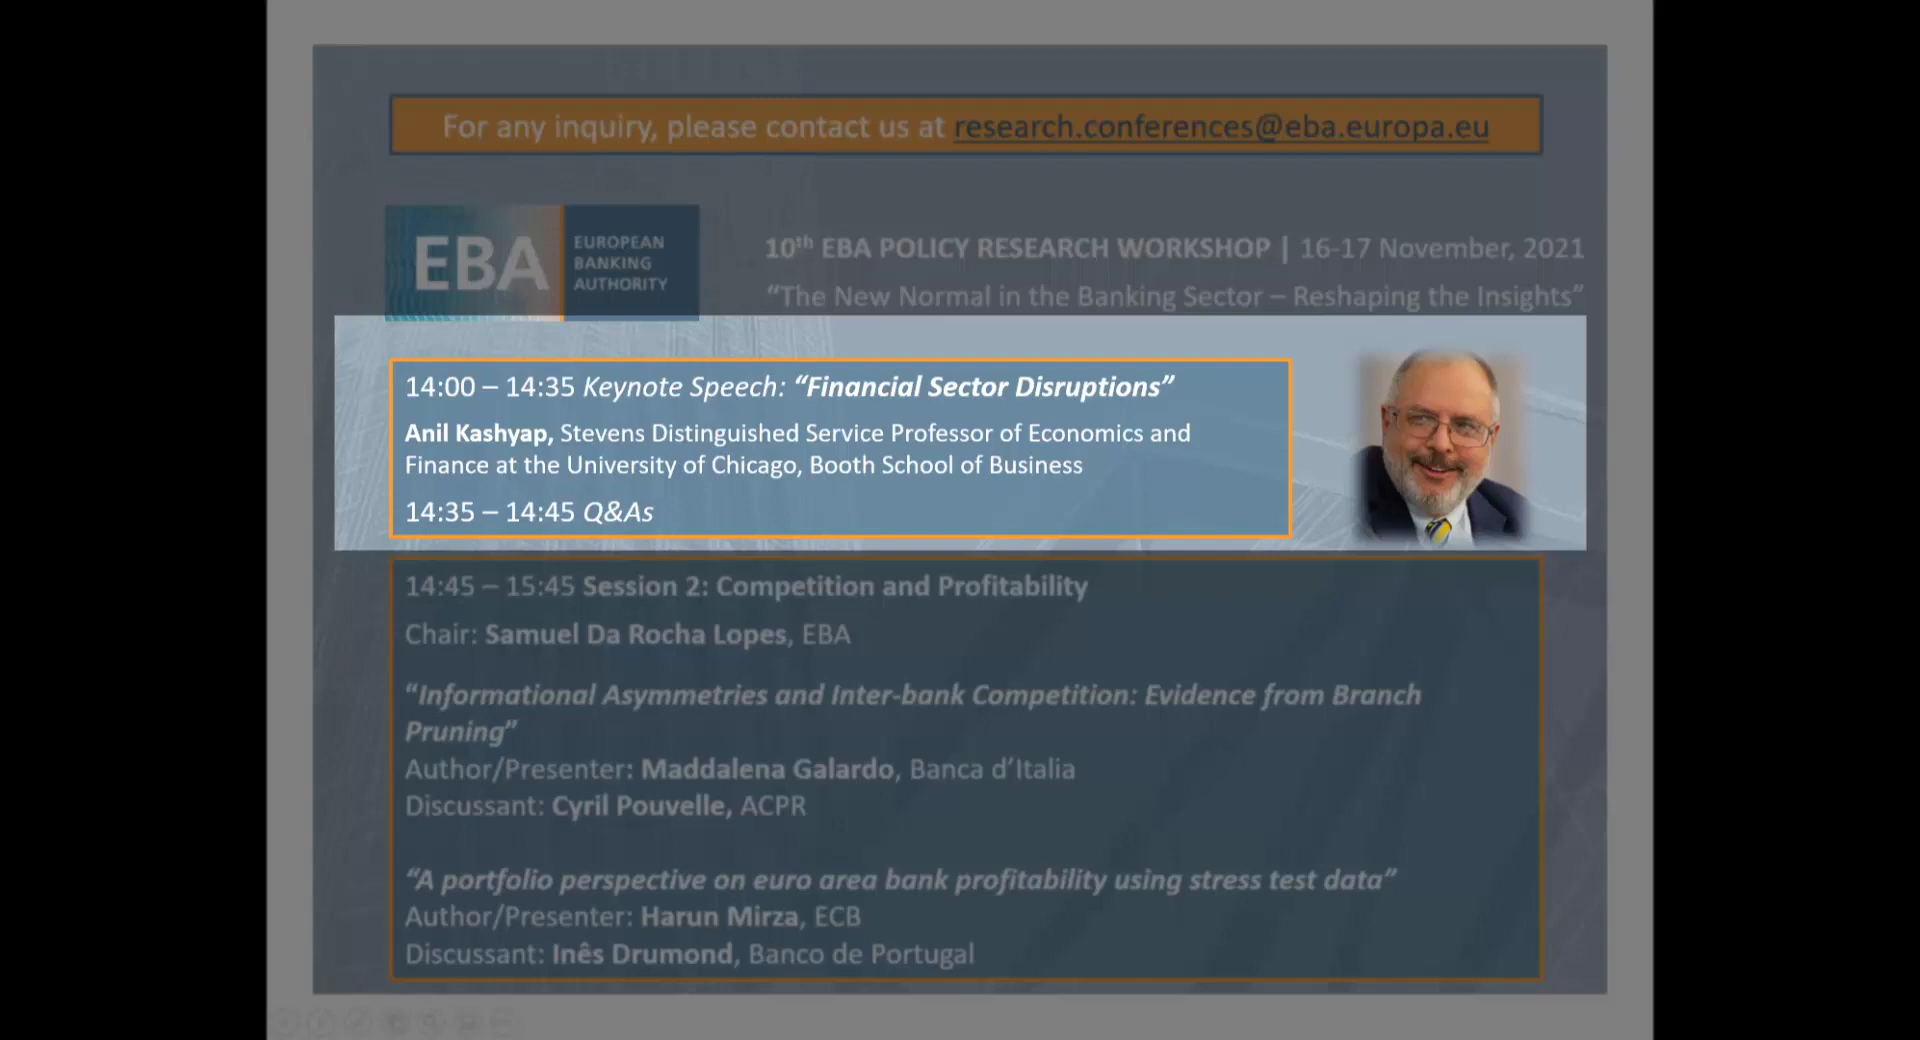 For any inquiry, please contact us at research.conferences@eba.europa.eu
EBA EUROPEAN BANKING AUTHORITY
10th EBA POLICY RESEARCH WORKSHOP | 16-17 November, 2021
“The New Normal in the Banking Sector – Reshaping the Insights”
14:00 – 14:35 Keynote Speech: “Financial Sector Disruptions”
Anil Kashyap, Stevens Distinguished Service Professor of Economics and
Finance at the University of Chicago, Booth School of Business
14:35 – 14:45 Q&As
14:45 – 15:45 Session 2: Competition and Profitability
Chair: Samuel Da Rocha Lopes, EBA
“Informational Asymmetries and Inter-bank Competition: Evidence from Branch
Pruning”
Author/Presenter: Maddalena Galardo, Banca d’Italia
Discussant: Cyril Pouvelle, ACPR
“A portfolio perspective on euro area bank profitability using stress test data”
Author/Presenter: Harun Mirza, ECB
Discussant: Inês Drumond, Banco de Portugal